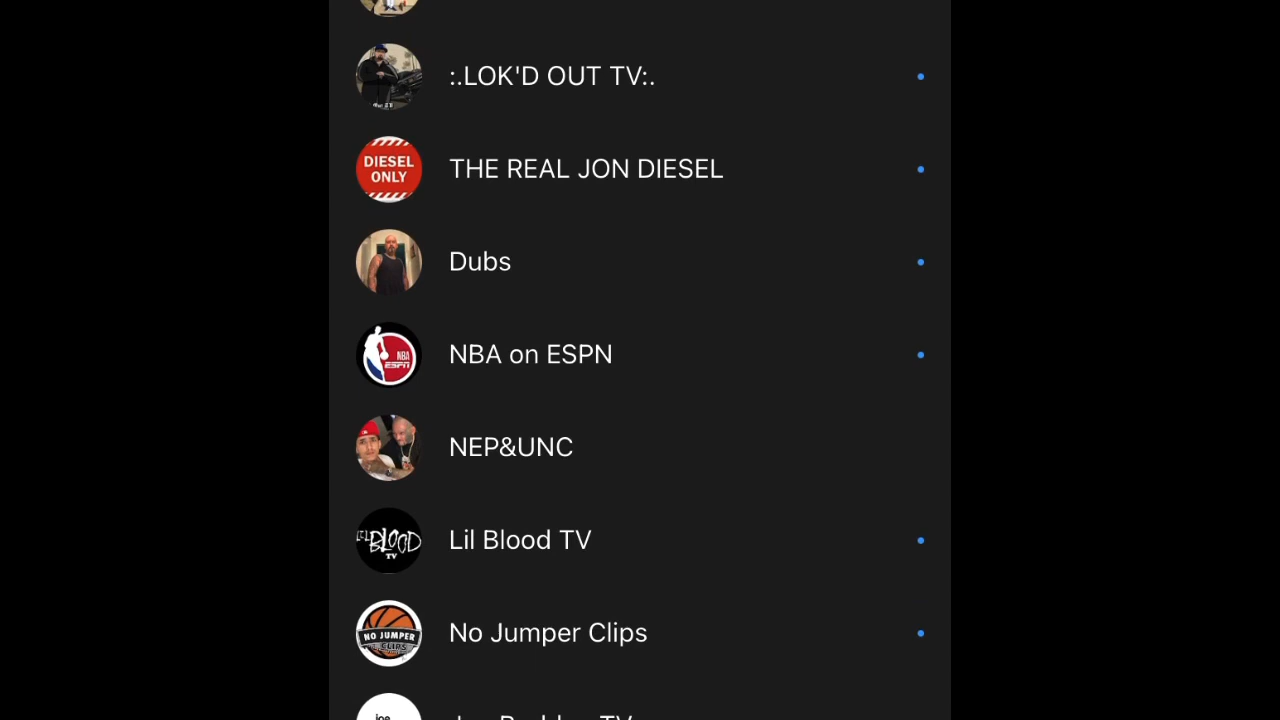 :.LOK'D OUT TV:.
DIESEL
ONLY
THE REAL JON DIESEL
Dubs
NBA
ESPN
NBA on ESPN
NEP&UNC
LIL BLOOD
TV
Lil Blood TV
NO JUMPER
CLIPS
No Jumper Clips
joe